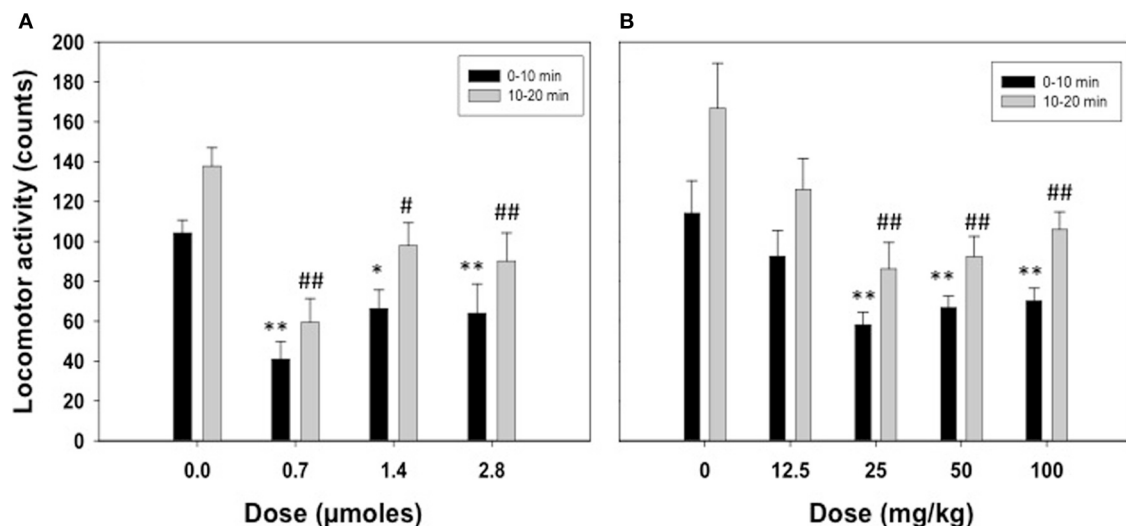 A
B
Locomotor activity (counts)
200
180
160
140
120
100
80
60
40
20
0
0-10 min
10-20 min
**
##
*
#
**
##
0.0 0.7 1.4 2.8
Dose (µmoles)
0-10 min
10-20 min
**
##
**
##
**
##
0 12.5 25 50 100
Dose (mg/kg)